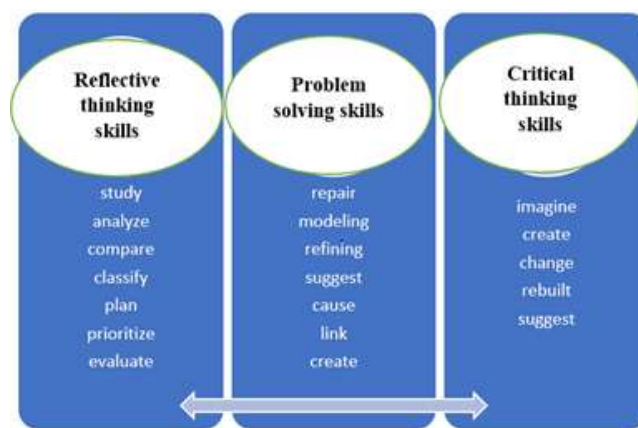 Reflective
thinking
skills
study
analyze
compare
classify
plan
prioritize
evaluate
Problem
solving skills
repair
modeling
refining
suggest
cause
link
create
Critical
thinking
skills
imagine
create
change
rebuilt
suggest